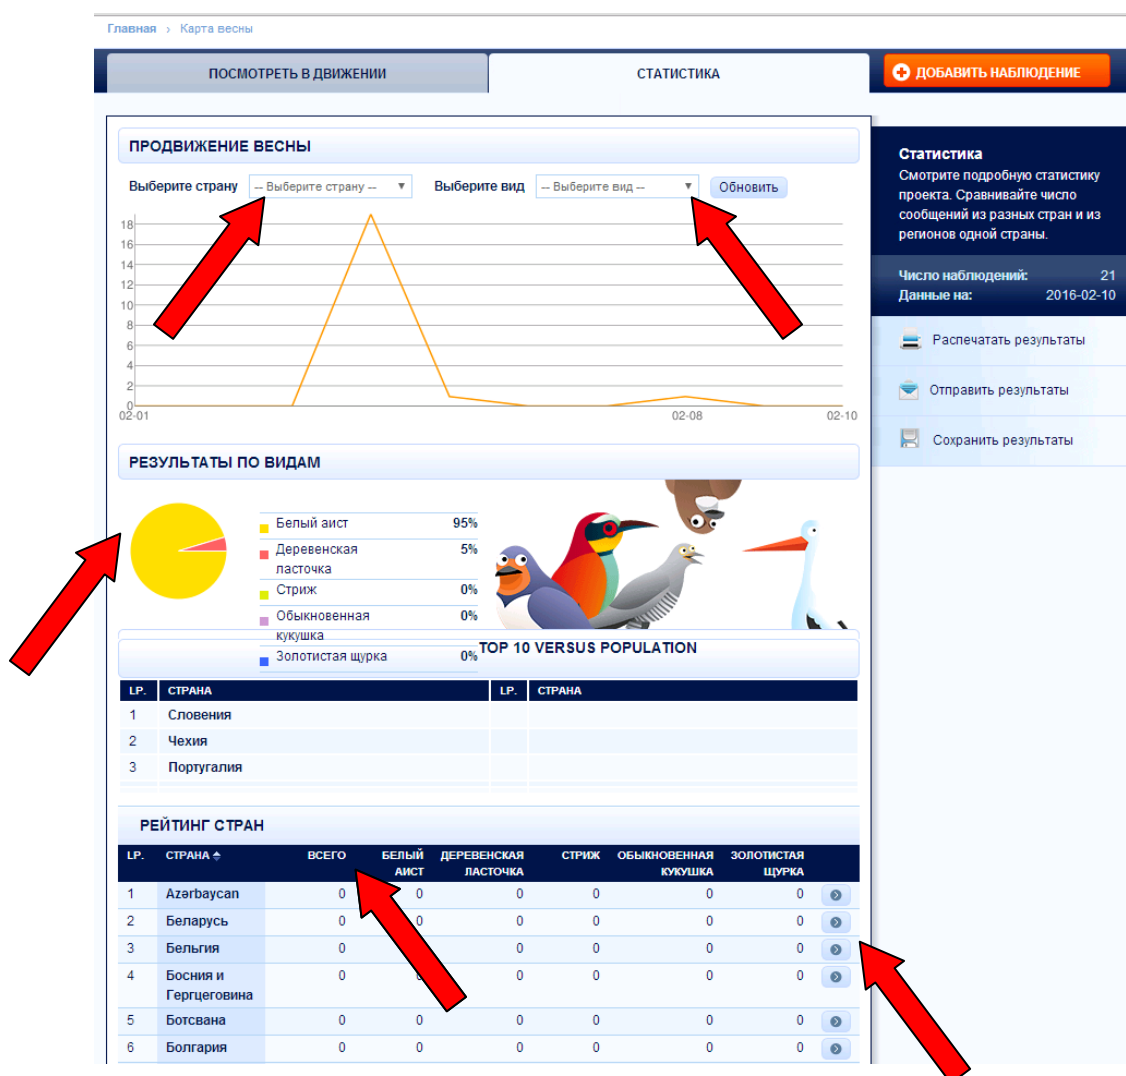 Главная › Карта весны
ПОСМОТРЕТЬ В ДВИЖЕНИИ
СТАТИСТИКА
ДОБАВИТЬ НАБЛЮДЕНИЕ
ПРОДВИЖЕНИЕ ВЕСНЫ
Выберите страну -- Выберите страну -- Выберите вид -- Выберите вид -- Обновить
18
16
14
12
10
8
6
4
2
0
02-01 02-08 02-10
Статистика
Смотрите подробную статистику
проекта. Сравнивайте число
сообщений из разных стран и из
регионов одной страны.
Число наблюдений: 21
Данные на: 2016-02-10
Распечатать результаты
Отправить результаты
Сохранить результаты
РЕЗУЛЬТАТЫ ПО ВИДАМ
Белый аист 95%
Деревенская 5%
ласточка
Стриж 0%
Обыкновенная 0%
кукушка
Золотистая щурка 0%
TOP 10 VERSUS POPULATION
LP. СТРАНА LP. СТРАНА
1 Словения
2 Чехия
3 Португалия
РЕЙТИНГ СТРАН
LP. СТРАНА ВСЕГО БЕЛЫЙ ДЕРЕВЕНСКАЯ СТРИЖ ОБЫКНОВЕННАЯ ЗОЛОТИСТАЯ
АИСТ ЛАСТОЧКА КУКУШКА ЩУРКА
1 Azərbaycan 0 0 0 0 0 0
2 Беларусь 0 0 0 0 0 0
3 Бельгия 0 0 0 0 0
4 Босния и 0 0 0 0 0 0
Герцеговина
5 Ботсвана 0 0 0 0 0 0
6 Болгария 0 0 0 0 0 0